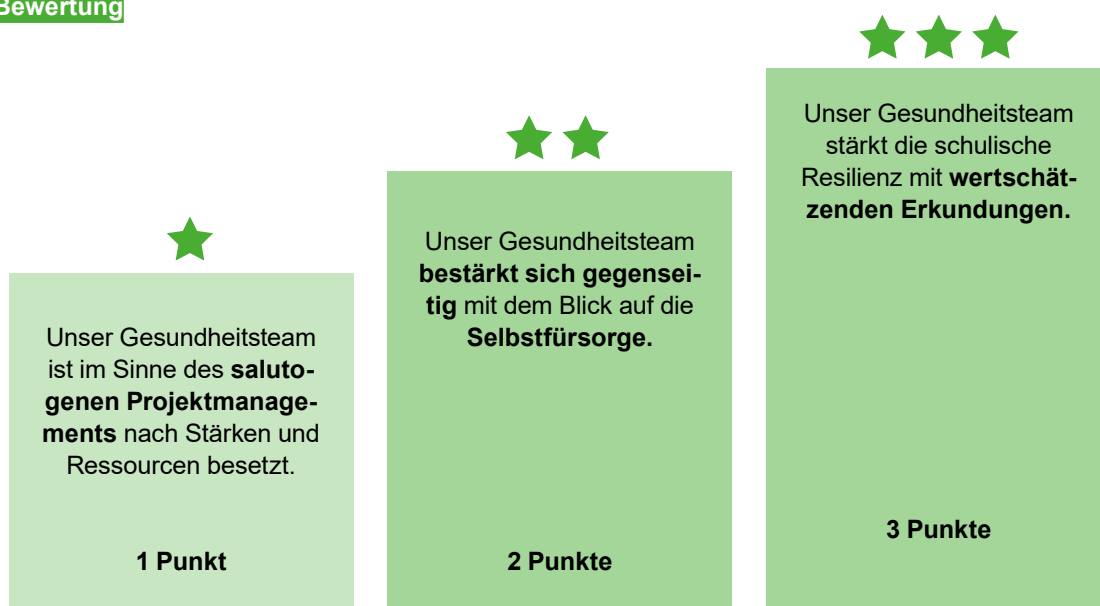 Bewertung
Unser Gesundheitsteam
ist im Sinne des saluto-
genen Projektmanage-
ments nach Stärken und
Ressourcen besetzt.
1 Punkt
Unser Gesundheitsteam
bestärkt sich gegensei-
tig mit dem Blick auf die
Selbstfürsorge.
2 Punkte
Unser Gesundheitsteam
stärkt die schulische
Resilienz mit wertschät-
zenden Erkundungen.
3 Punkte